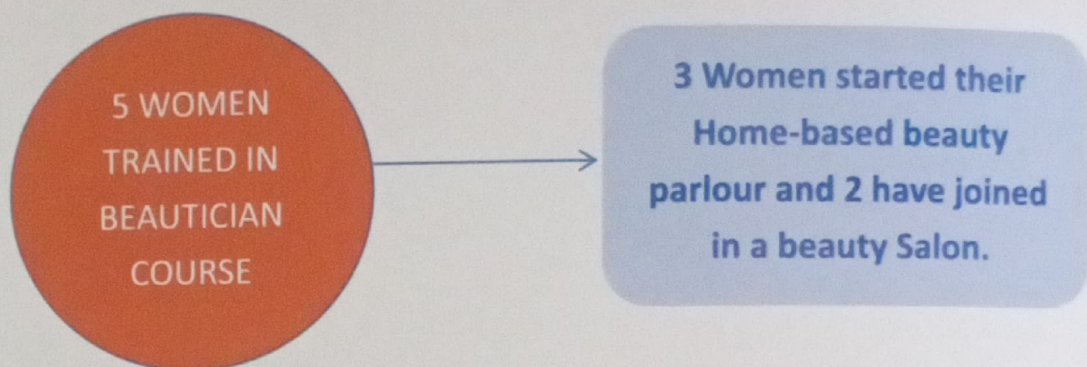 5 WOMEN
TRAINED IN
BEAUTICIAN
COURSE
3 Women started their
Home-based beauty
parlour and 2 have joined
in a beauty Salon.